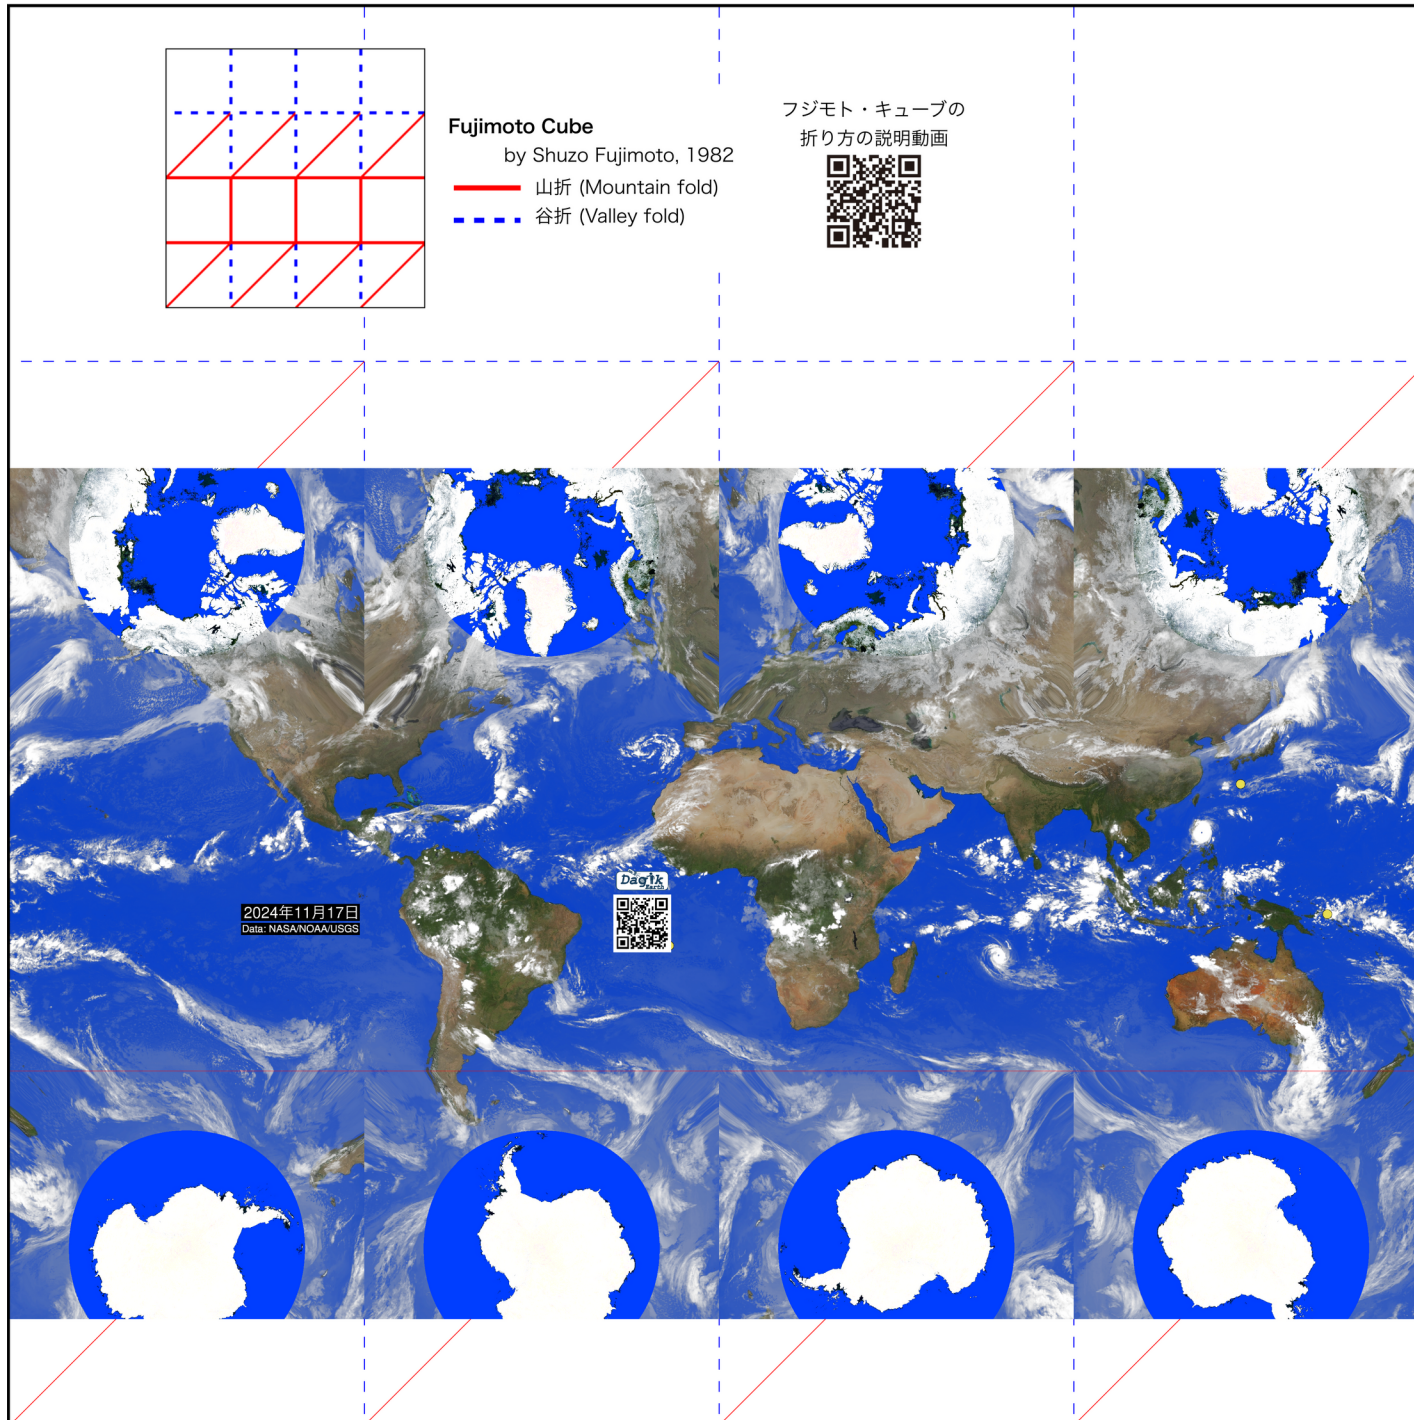 Fujimoto Cube
by Shuzo Fujimoto, 1982
山折 (Mountain fold)
谷折 (Valley fold)
フジモト・キューブの
折り方の説明動画
Dagik
Earth
2024年11月17日
Data: NASA/NOAA/USGS